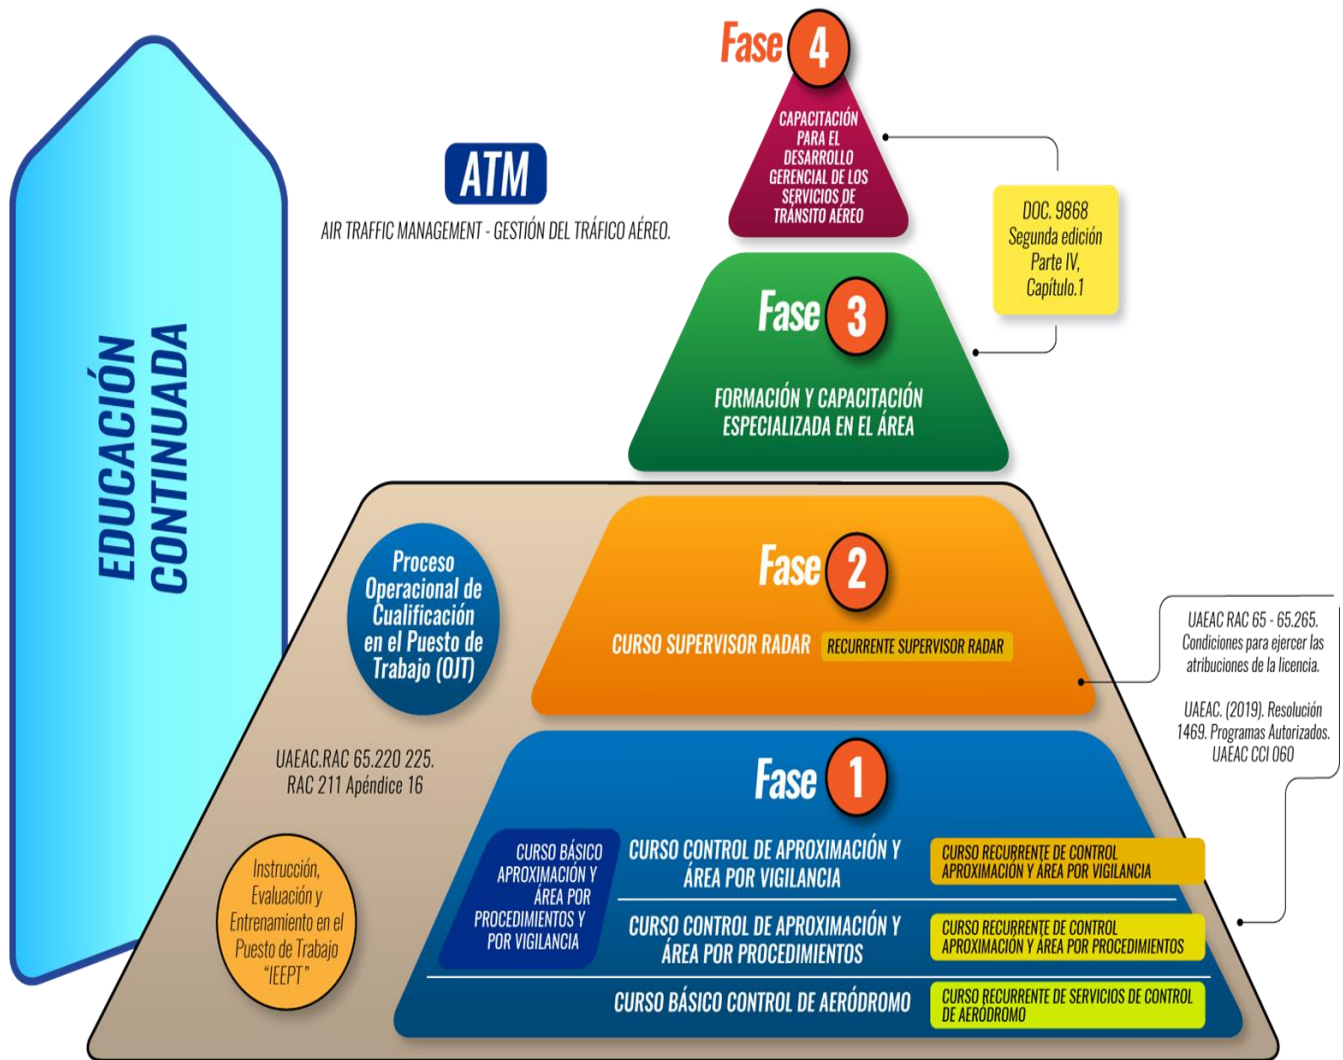 Fase 4
CAPACITACIÓN
PARA EL
DESARROLLO
GERENCIAL DE LOS
SERVICIOS DE
TRÁNSITO AÉREO
ATM
AIR TRAFFIC MANAGEMENT - GESTIÓN DEL TRÁFICO AÉREO.
DOC. 9868
Segunda edición
Parte IV,
Capítulo.1
EDUCACIÓN
CONTINUADA
Fase 3
FORMACIÓN Y CAPACITACIÓN
ESPECIALIZADA EN EL ÁREA
Proceso
Operacional de
Cualificación
en el Puesto de
Trabajo (OJT)
Fase 2
CURSO SUPERVISOR RADAR
RECURRENTE SUPERVISOR RADAR
UAEAC RAC 65 - 65.265.
Condiciones para ejercer las
atribuciones de la licencia.
UAEAC. (2019). Resolución
1469. Programas Autorizados.
UAEAC CCI 060
UAEAC.RAC 65.220 225.
RAC 211 Apéndice 16
Instrucción,
Evaluación y
Entrenamiento en el
Puesto de Trabajo
“IEEPT”
Fase 1
CURSO BÁSICO
APROXIMACIÓN Y
ÁREA POR
PROCEDIMIENTOS Y
POR VIGILANCIA
CURSO CONTROL DE APROXIMACIÓN Y
ÁREA POR VIGILANCIA
CURSO RECURRENTE DE CONTROL
APROXIMACIÓN Y ÁREA POR VIGILANCIA
CURSO CONTROL DE APROXIMACIÓN Y
ÁREA POR PROCEDIMIENTOS
CURSO RECURRENTE DE CONTROL
APROXIMACIÓN Y ÁREA POR PROCEDIMIENTOS
CURSO BÁSICO CONTROL DE AERÓDROMO
CURSO RECURRENTE DE SERVICIOS DE CONTROL
DE AERÓDROMO